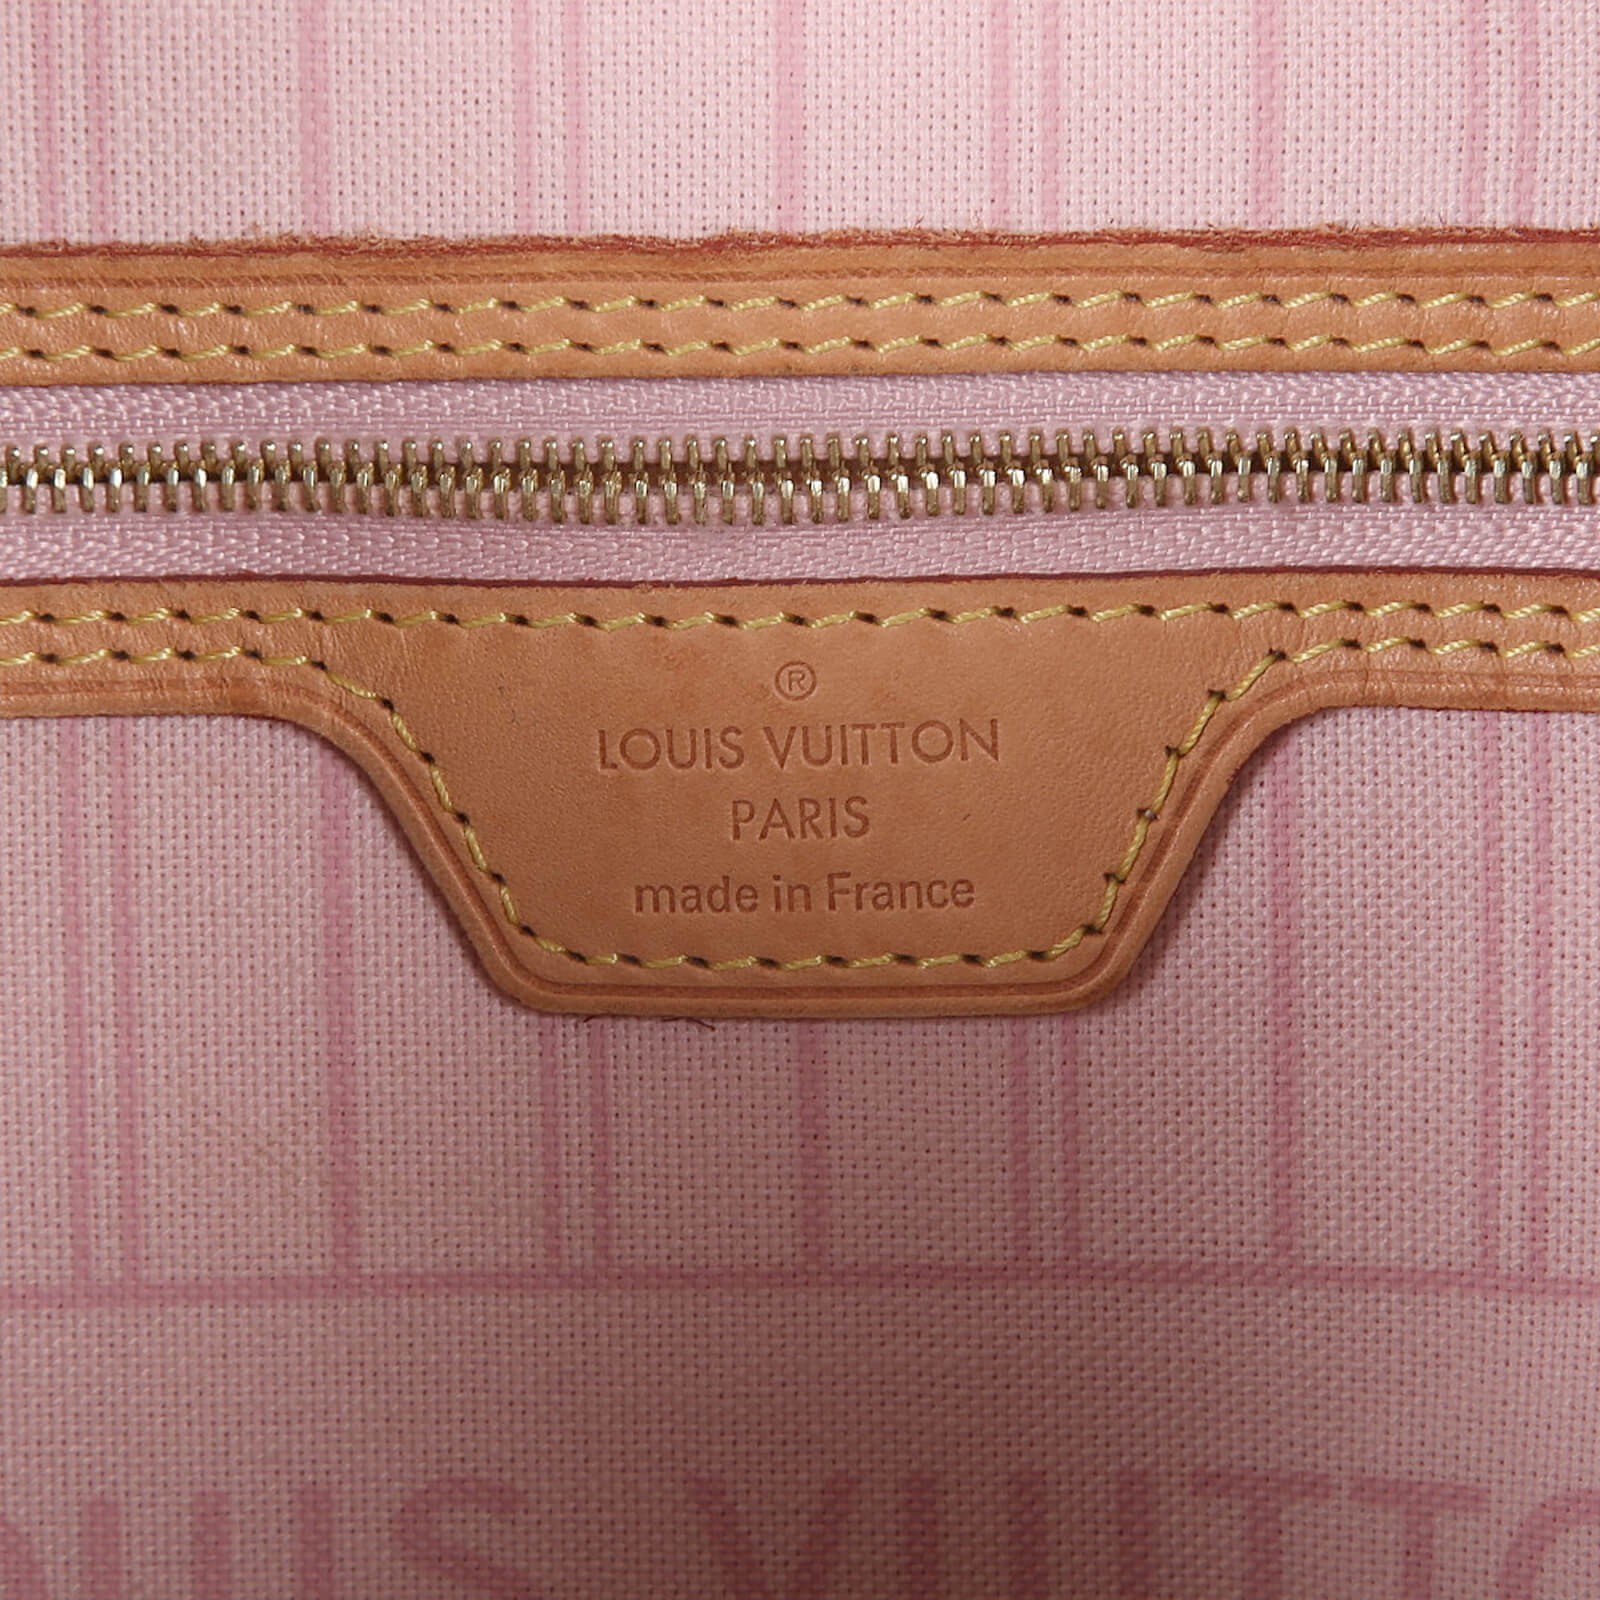 ®
LOUIS VUITTON
PARIS
made in France